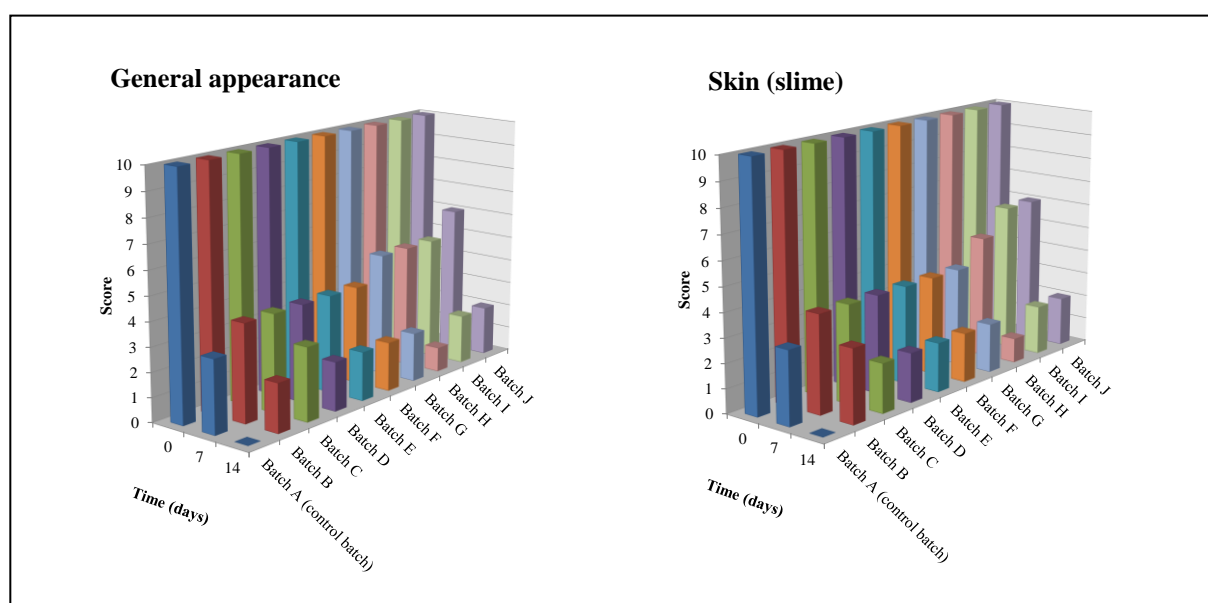 General appearance
10
9
8
7
6
5
4
3
2
1
0
Score
0
7
14
Time (days)
Batch A (control batch)
Batch B
Batch C
Batch D
Batch E
Batch F
Batch G
Batch H
Batch I
Batch J
Skin (slime)
10
9
8
7
6
5
4
3
2
1
0
Score
0
7
14
Time (days)
Batch A (control batch)
Batch B
Batch C
Batch D
Batch E
Batch F
Batch G
Batch H
Batch I
Batch J